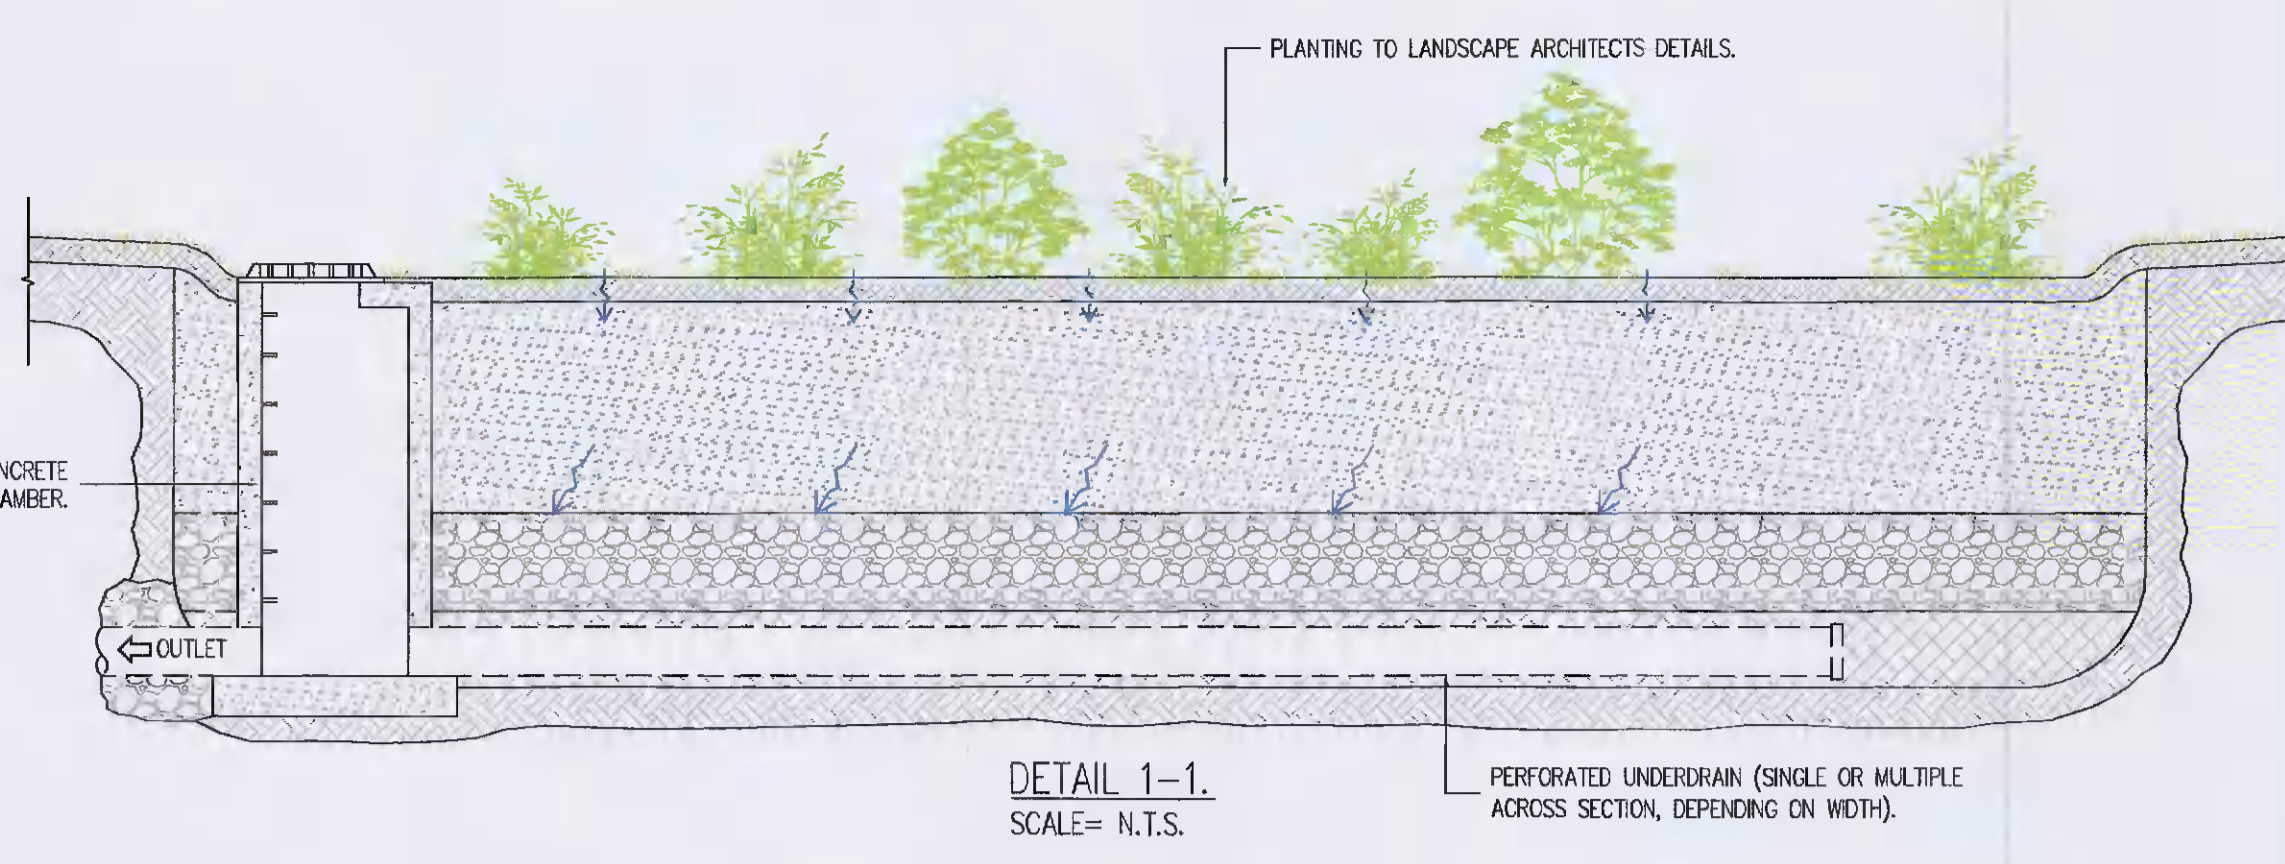 PLANTING TO LANDSCAPE ARCHITECTS DETAILS.
NCRETE
AMBER.
OUTLET
DETAIL 1-1.
SCALE= N.T.S.
PERFORATED UNDERDRAIN (SINGLE OR MULTIPLE
ACROSS SECTION, DEPENDING ON WIDTH).